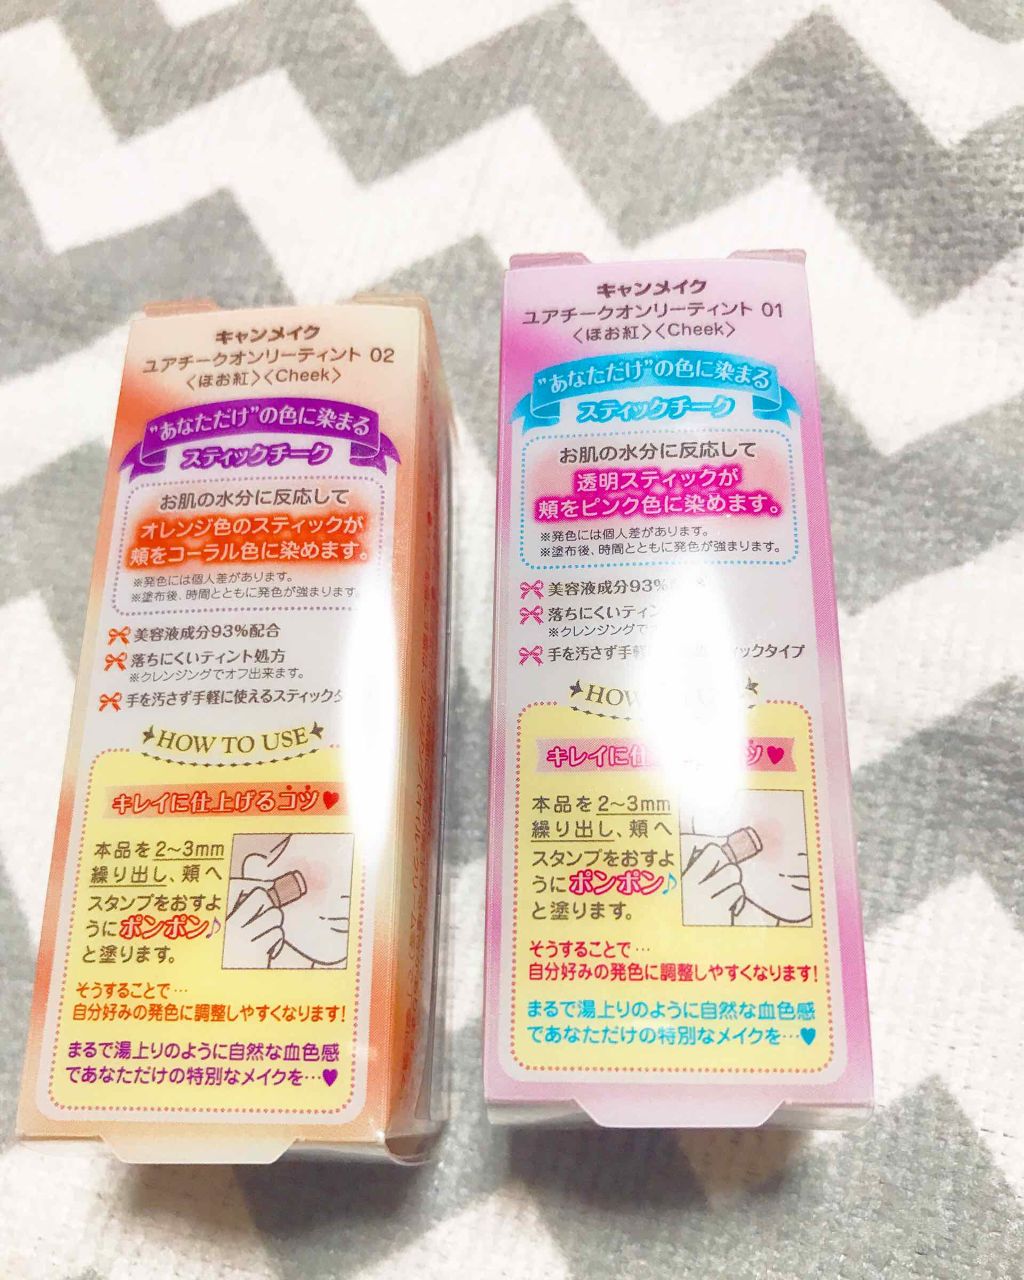 キャンメイク
ユアチークオンリーティント 02
〈ほお紅〉〈Cheek〉
"あなただけ"の色に染まる
スティックチーク
お肌の水分に反応して
オレンジ色のスティックが
頬をコーラル色に染めます。
※発色には個人差があります。
※塗布後、時間とともに発色が強まります。
美容液成分93%配合
落ちにくいティント処方
※クレンジングでオフ出来ます。
手を汚さず手軽に使えるスティックタ
HOW TO USE
キレイに仕上げるコツ♥
本品を2〜3mm
繰り出し、頬へ
スタンプをおすよ
うにポンポン♪
と塗ります。
そうすることで…
自分好みの発色に調整しやすくなります!
まるで湯上りのように自然な血色感
であなただけの特別なメイクを…♥
キャンメイク
ユアチークオンリーティント 01
〈ほお紅〉〈Cheek〉
"あなただけ"の色に染まる
スティックチーク
お肌の水分に反応して
透明スティックが
頬をピンク色に染めます。
※発色には個人差があります。
※塗布後、時間とともに発色が強まります。
美容液成分93%
落ちにくいティン
※クレンジングで
手を汚さず手軽 ィックタイプ
HOW
キレイに仕 ツ♥
本品を2〜3mm
繰り出し、頬へ
スタンプをおすよ
うにポンポン♪
と塗ります。
そうすることで…
自分好みの発色に調整しやすくなります!
まるで湯上りのように自然な血色感
であなただけの特別なメイクを…♥